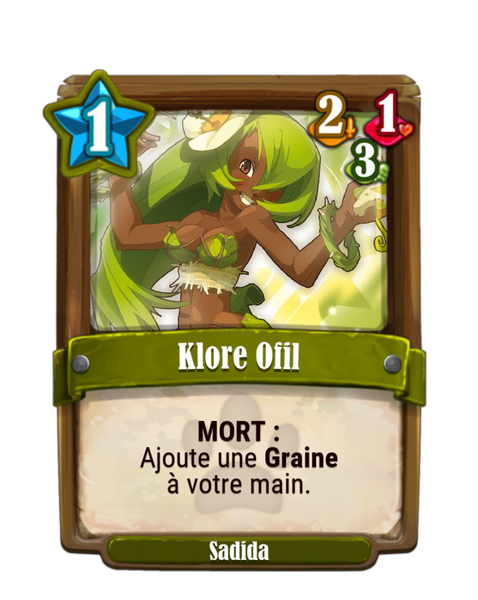 1
2
1
3
Klore Ofil
MORT :
Ajoute une Graine
à votre main.
Sadida